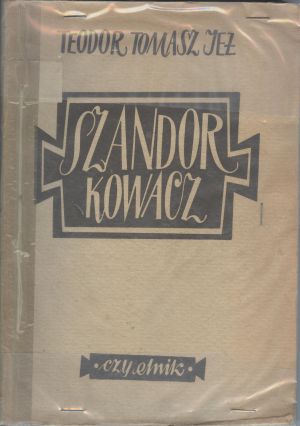 TEODOR TOMASZ JEŻ
SZANDOR
KOWACZ
czytelnik